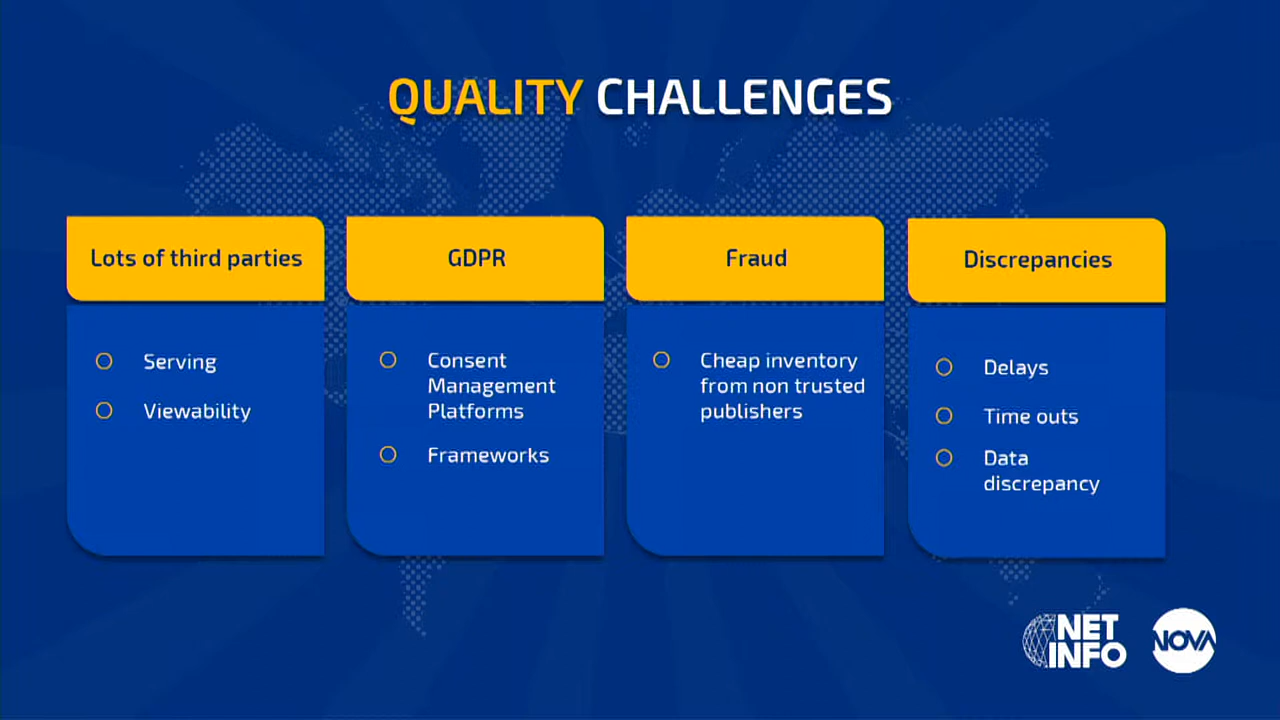 QUALITY CHALLENGES
Lots of third parties
Serving
Viewability
GDPR
Consent
Management
Platforms
Frameworks
Fraud
Cheap inventory
from non trusted
publishers
Discrepancies
Delays
Time outs
Data
discrepancy
NET
INFO
NOVA